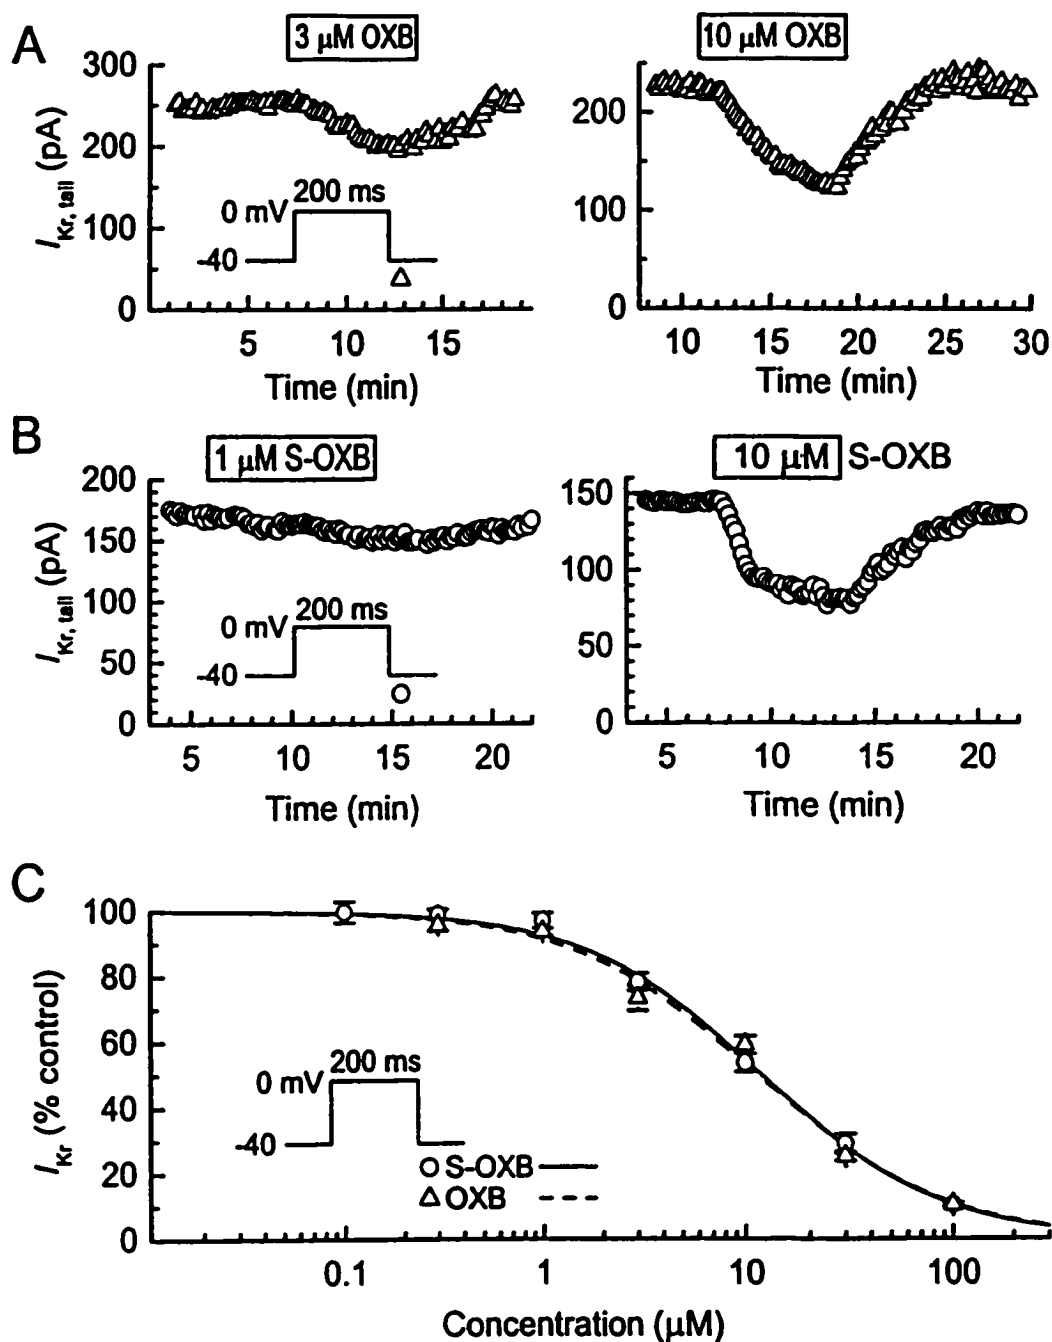 A
3 µM OXB
10 µM OXB
I Kr, tail (pA)
300
200
100
0
200 ms
0 mV
-40
5 10 15
Time (min)
200
100
0
10 15 20 25 30
Time (min)
B
1 µM S-OXB
10 µM S-OXB
I Kr, tail (pA)
200
150
100
50
0
200 ms
0 mV
-40
5 10 15 20
Time (min)
150
100
50
0
5 10 15 20
Time (min)
C
I Kr (% control)
100
80
60
40
20
0
200 ms
0 mV
-40
S-OXB
OXB
0.1 1 10 100
Concentration (µM)